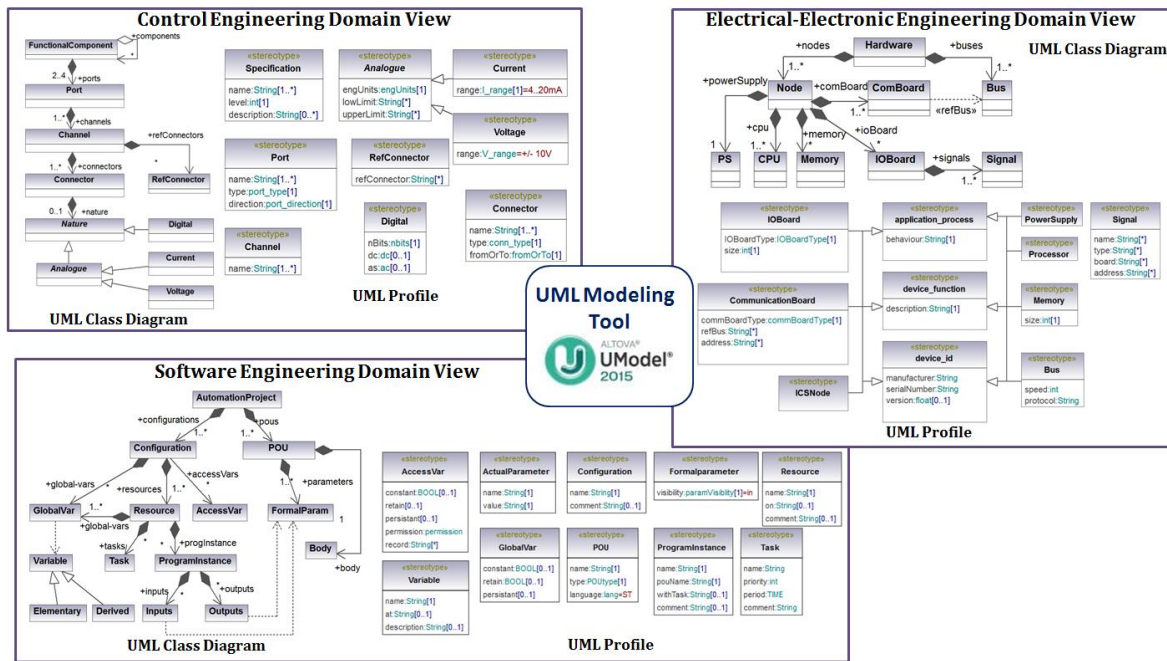 Control Engineering Domain View
FunctionalComponent
+components
*
2..4
+ports
Port
1..*
+channels
Channel
+refConnectors
1..*
+connectors
*
Connector
RefConnector
0..1
+nature
Nature
Digital
Current
Analogue
Voltage
UML Class Diagram
«stereotype»
Specification
name:String[1..*]
level:int[1]
description:String[0..*]
«stereotype»
Analogue
engUnits:engUnits[1]
lowLimit:String[*]
upperLimit:String[*]
«stereotype»
Current
range:I_range[1]=4..20mA
«stereotype»
Voltage
range:V_range=+/- 10V
«stereotype»
Port
name:String[1..*]
type:port_type[1]
direction:port_direction[1]
«stereotype»
RefConnector
refConnector:String[*]
«stereotype»
Digital
nBits:nbits[1]
dc:dc[0..1]
as:ac[0..1]
«stereotype»
Connector
name:String[1..*]
type:conn_type[1]
fromOrTo:fromOrTo[1]
«stereotype»
Channel
name:String[1..*]
UML Profile
Electrical-Electronic Engineering Domain View
UML Class Diagram
Hardware
+nodes
+buses
1..*
1..*
+powerSupply
Node
+comBoard
ComBoard
Bus
1..*
«refBus»
+cpu
+memory
+ioBoard
1
1..*
*
*
PS
CPU
Memory
IOBoard
+signals
Signal
1..*
«stereotype»
IOBoard
IOBoardType:IOBoardType[1]
size:int[1]
«stereotype»
application_process
behaviour:String[1]
«stereotype»
PowerSupply
«stereotype»
Processor
«stereotype»
Signal
name:String[*]
type:String[*]
board:String[*]
address:String[*]
«stereotype»
CommunicationBoard
commBoardType:commBoardType[1]
refBus:String[*]
address:String[*]
«stereotype»
device_function
description:String[1]
«stereotype»
Memory
size:int[1]
«stereotype»
device_id
manufacturer:String
serialNumber:String
version:float[0..1]
«stereotype»
ICSNode
«stereotype»
Bus
speed:int
protocol:String
UML Profile
UML Modeling
Tool
ALTOVA®
UModel®
2015
Software Engineering Domain View
AutomationProject
+configurations
+pous
1..*
1..*
Configuration
POU
+accessVars
+global-vars
*
+resources
*
1..*
+parameters
*
GlobalVar
1..*
Resource
AccessVar
FormalParam
+global-vars
1
+tasks
*
+progInstance
*
Body
+body
Variable
Task
ProgramInstance
+inputs
*
*
+outputs
Elementary
Derived
Inputs
Outputs
UML Class Diagram
«stereotype»
AccessVar
constant:BOOL[0..1]
retain[0..1]
persistant[0..1]
permission:permission
record:String[*]
«stereotype»
ActualParameter
name:String[1]
value:String[1]
«stereotype»
Configuration
name:String[1]
comment:String[0..1]
«stereotype»
Formalparameter
visibility:paramVisiblity[1]=in
«stereotype»
Resource
name:String[1]
on:String[0..1]
comment:String[0..1]
«stereotype»
Variable
name:String[1]
at:String[0..1]
description:String[0..1]
«stereotype»
GlobalVar
constant:BOOL[0..1]
retain:BOOL[0..1]
persistent[0..1]
«stereotype»
POU
name:String[1]
type:POUtype[1]
language:lang=ST
«stereotype»
ProgramInstance
name:String[1]
pouName:String[1]
withTask:String[0..1]
comment:String[0..1]
«stereotype»
Task
name:String
priority:int
period:TIME
comment:String
UML Profile